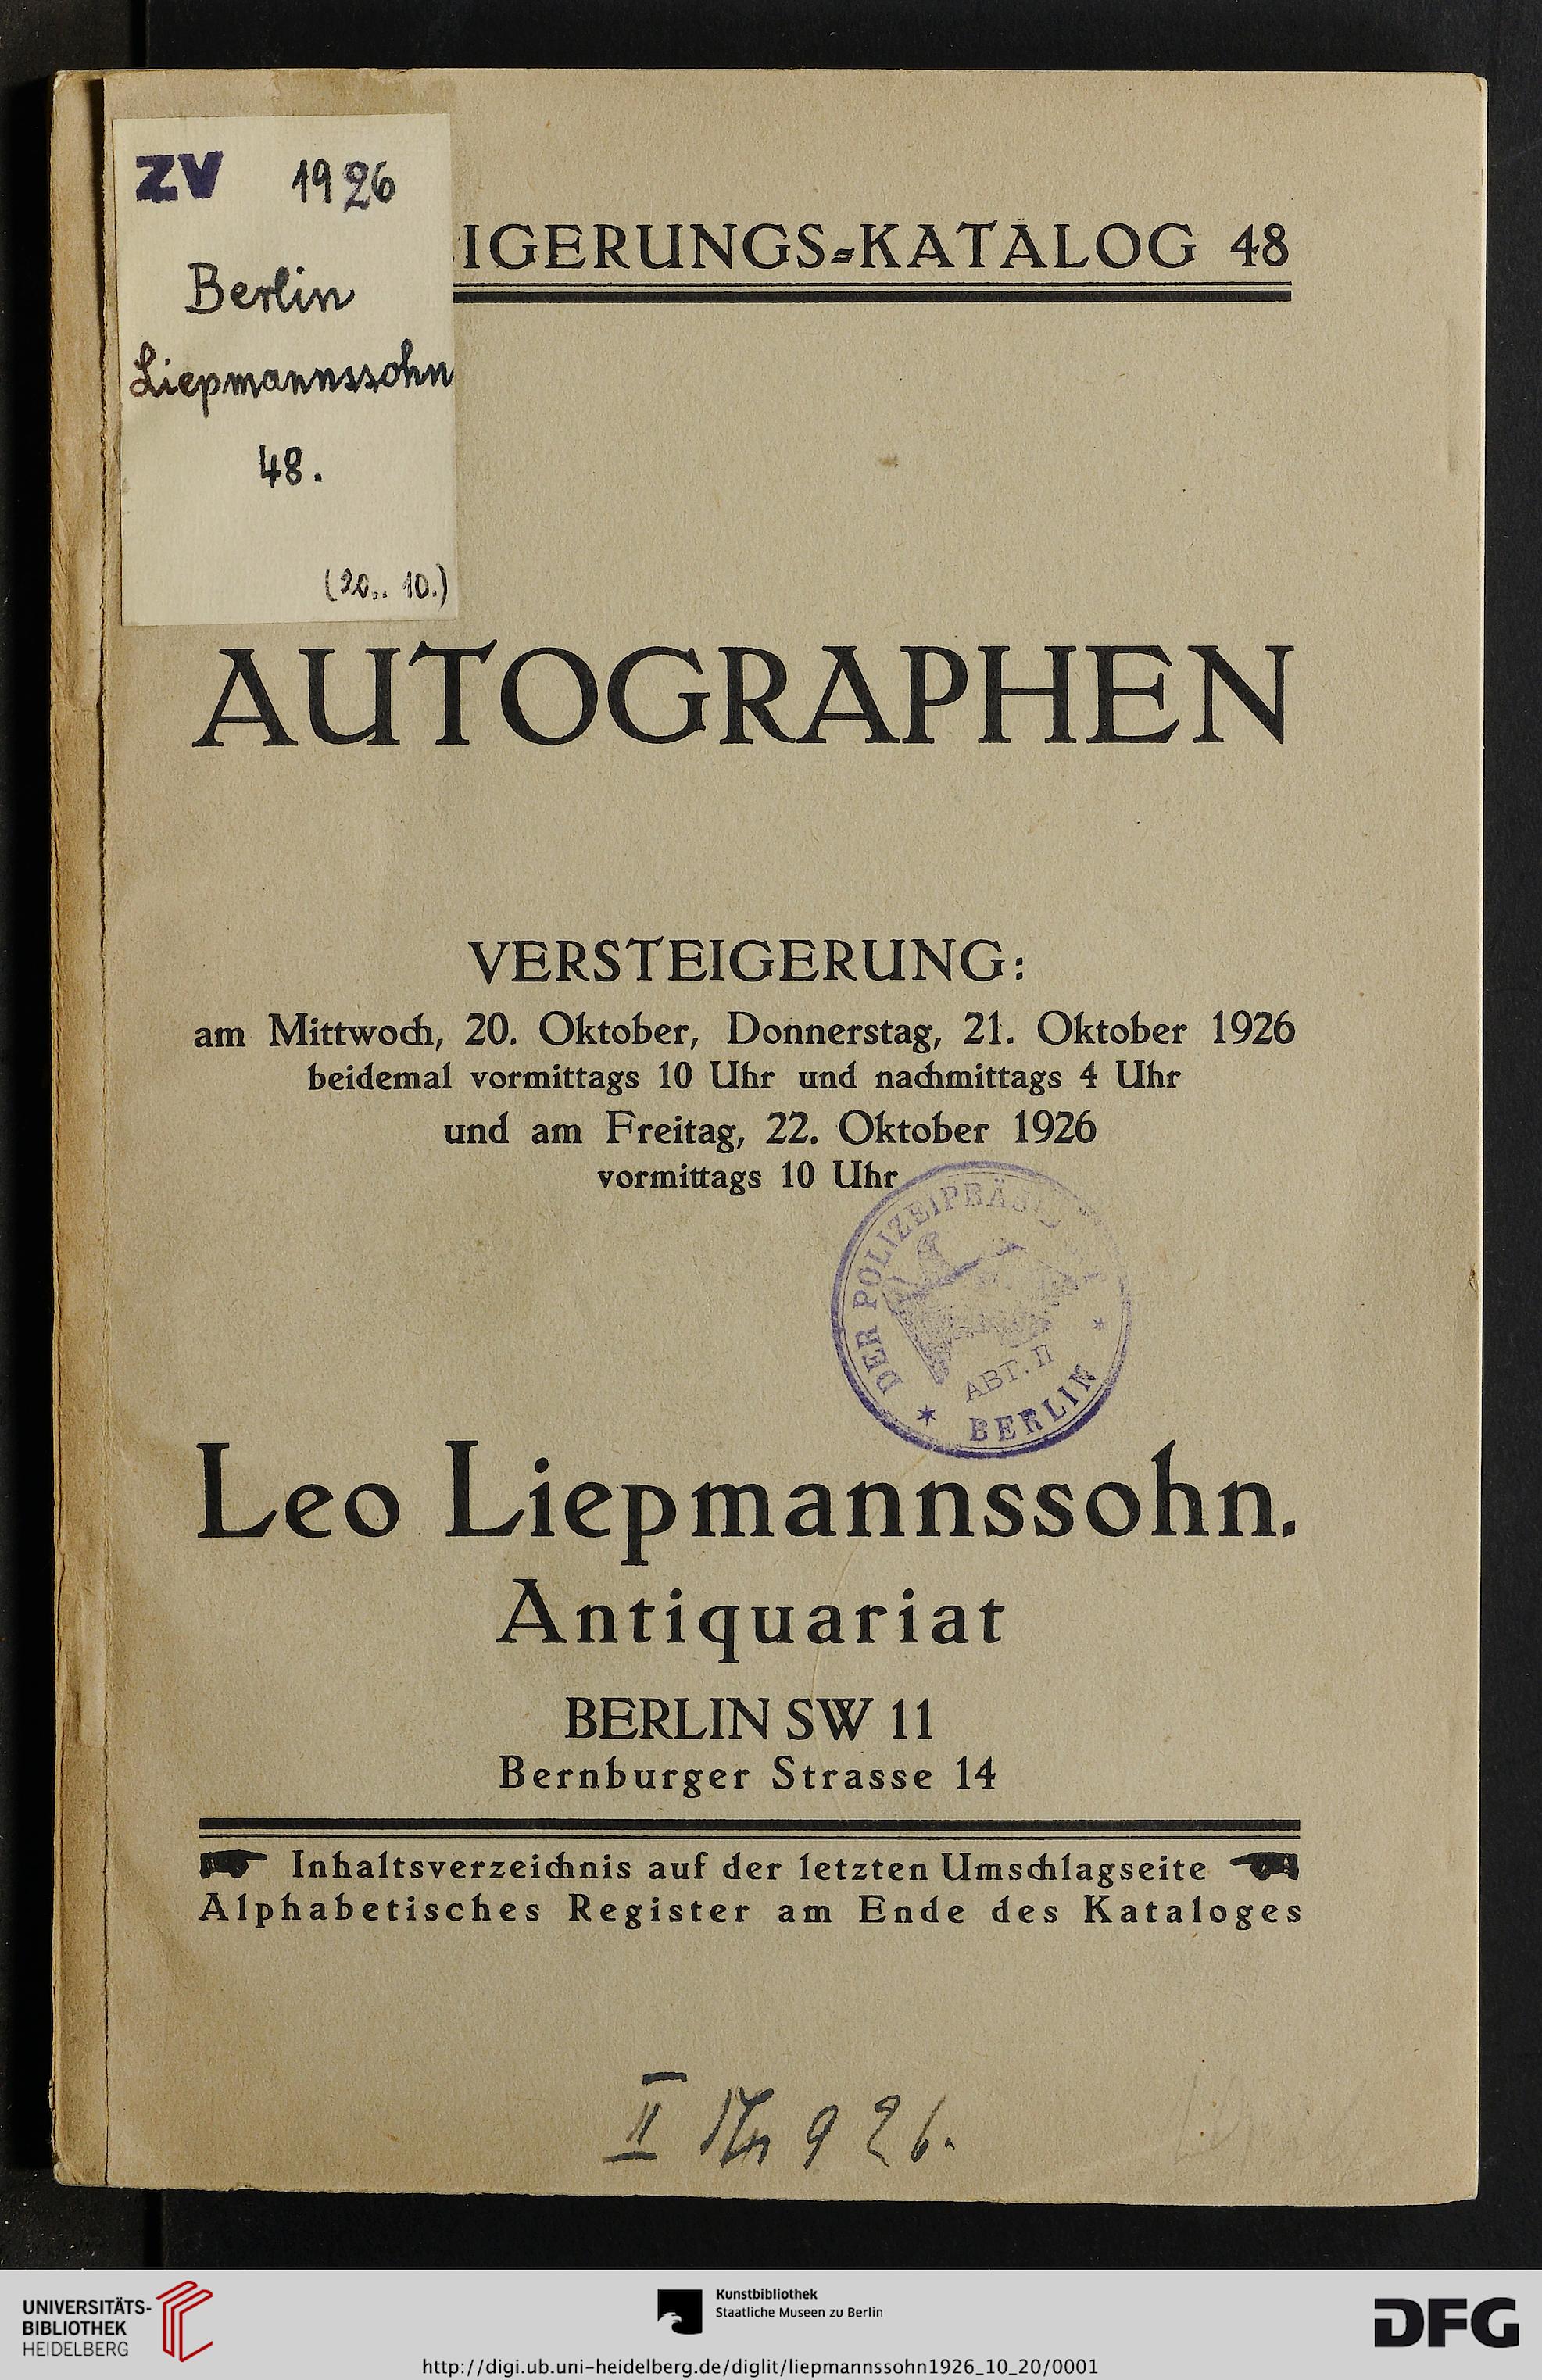 ZV 1926
Berlin
Liepmannssohn
48.
(20.. 10.)
IGERUNGS=KATALOG 48
AUTOGRAPHEN
VERSTEIGERUNG:
am Mittwoch, 20. Oktober, Donnerstag, 21. Oktober 1926
beidemal vormittags 10 Uhr und nachmittags 4 Uhr
und am Freitag, 22. Oktober 1926
vormittags 10 Uhr
DER POLIZEIPRÄSI
ABT. II
* BERLIN *
Leo Liepmannssohn.
Antiquariat
BERLIN SW 11
Bernburger Strasse 14
Inhaltsverzeichnis auf der letzten Umschlagseite
Alphabetisches Register am Ende des Kataloges
II 926.
UNIVERSITÄTS-
BIBLIOTHEK
HEIDELBERG
Kunstbibliothek
Staatliche Museen zu Berlin
DFG
http://digi.ub.uni-heidelberg.de/diglit/liepmannssohn1926_10_20/0001